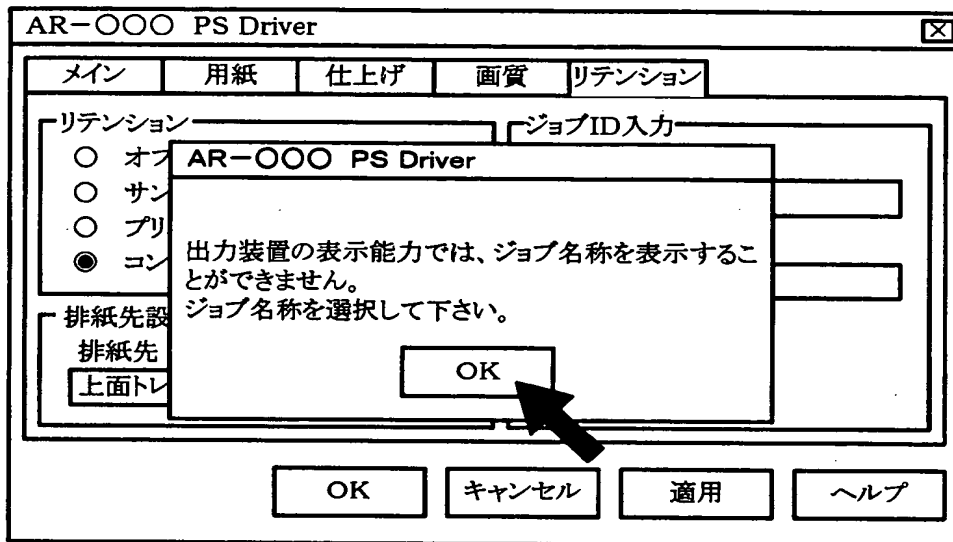 AR-○○○ PS Driver
メイン
用紙
仕上げ
画質
リテンション
リテンション
オフ
サン
プリ
コン
ジョブID入力
排紙先設
排紙先
上面トレ
AR-○○○ PS Driver
出力装置の表示能力では、ジョブ名称を表示するこ
とができません。
ジョブ名称を選択して下さい。
OK
OK
キャンセル
適用
ヘルプ